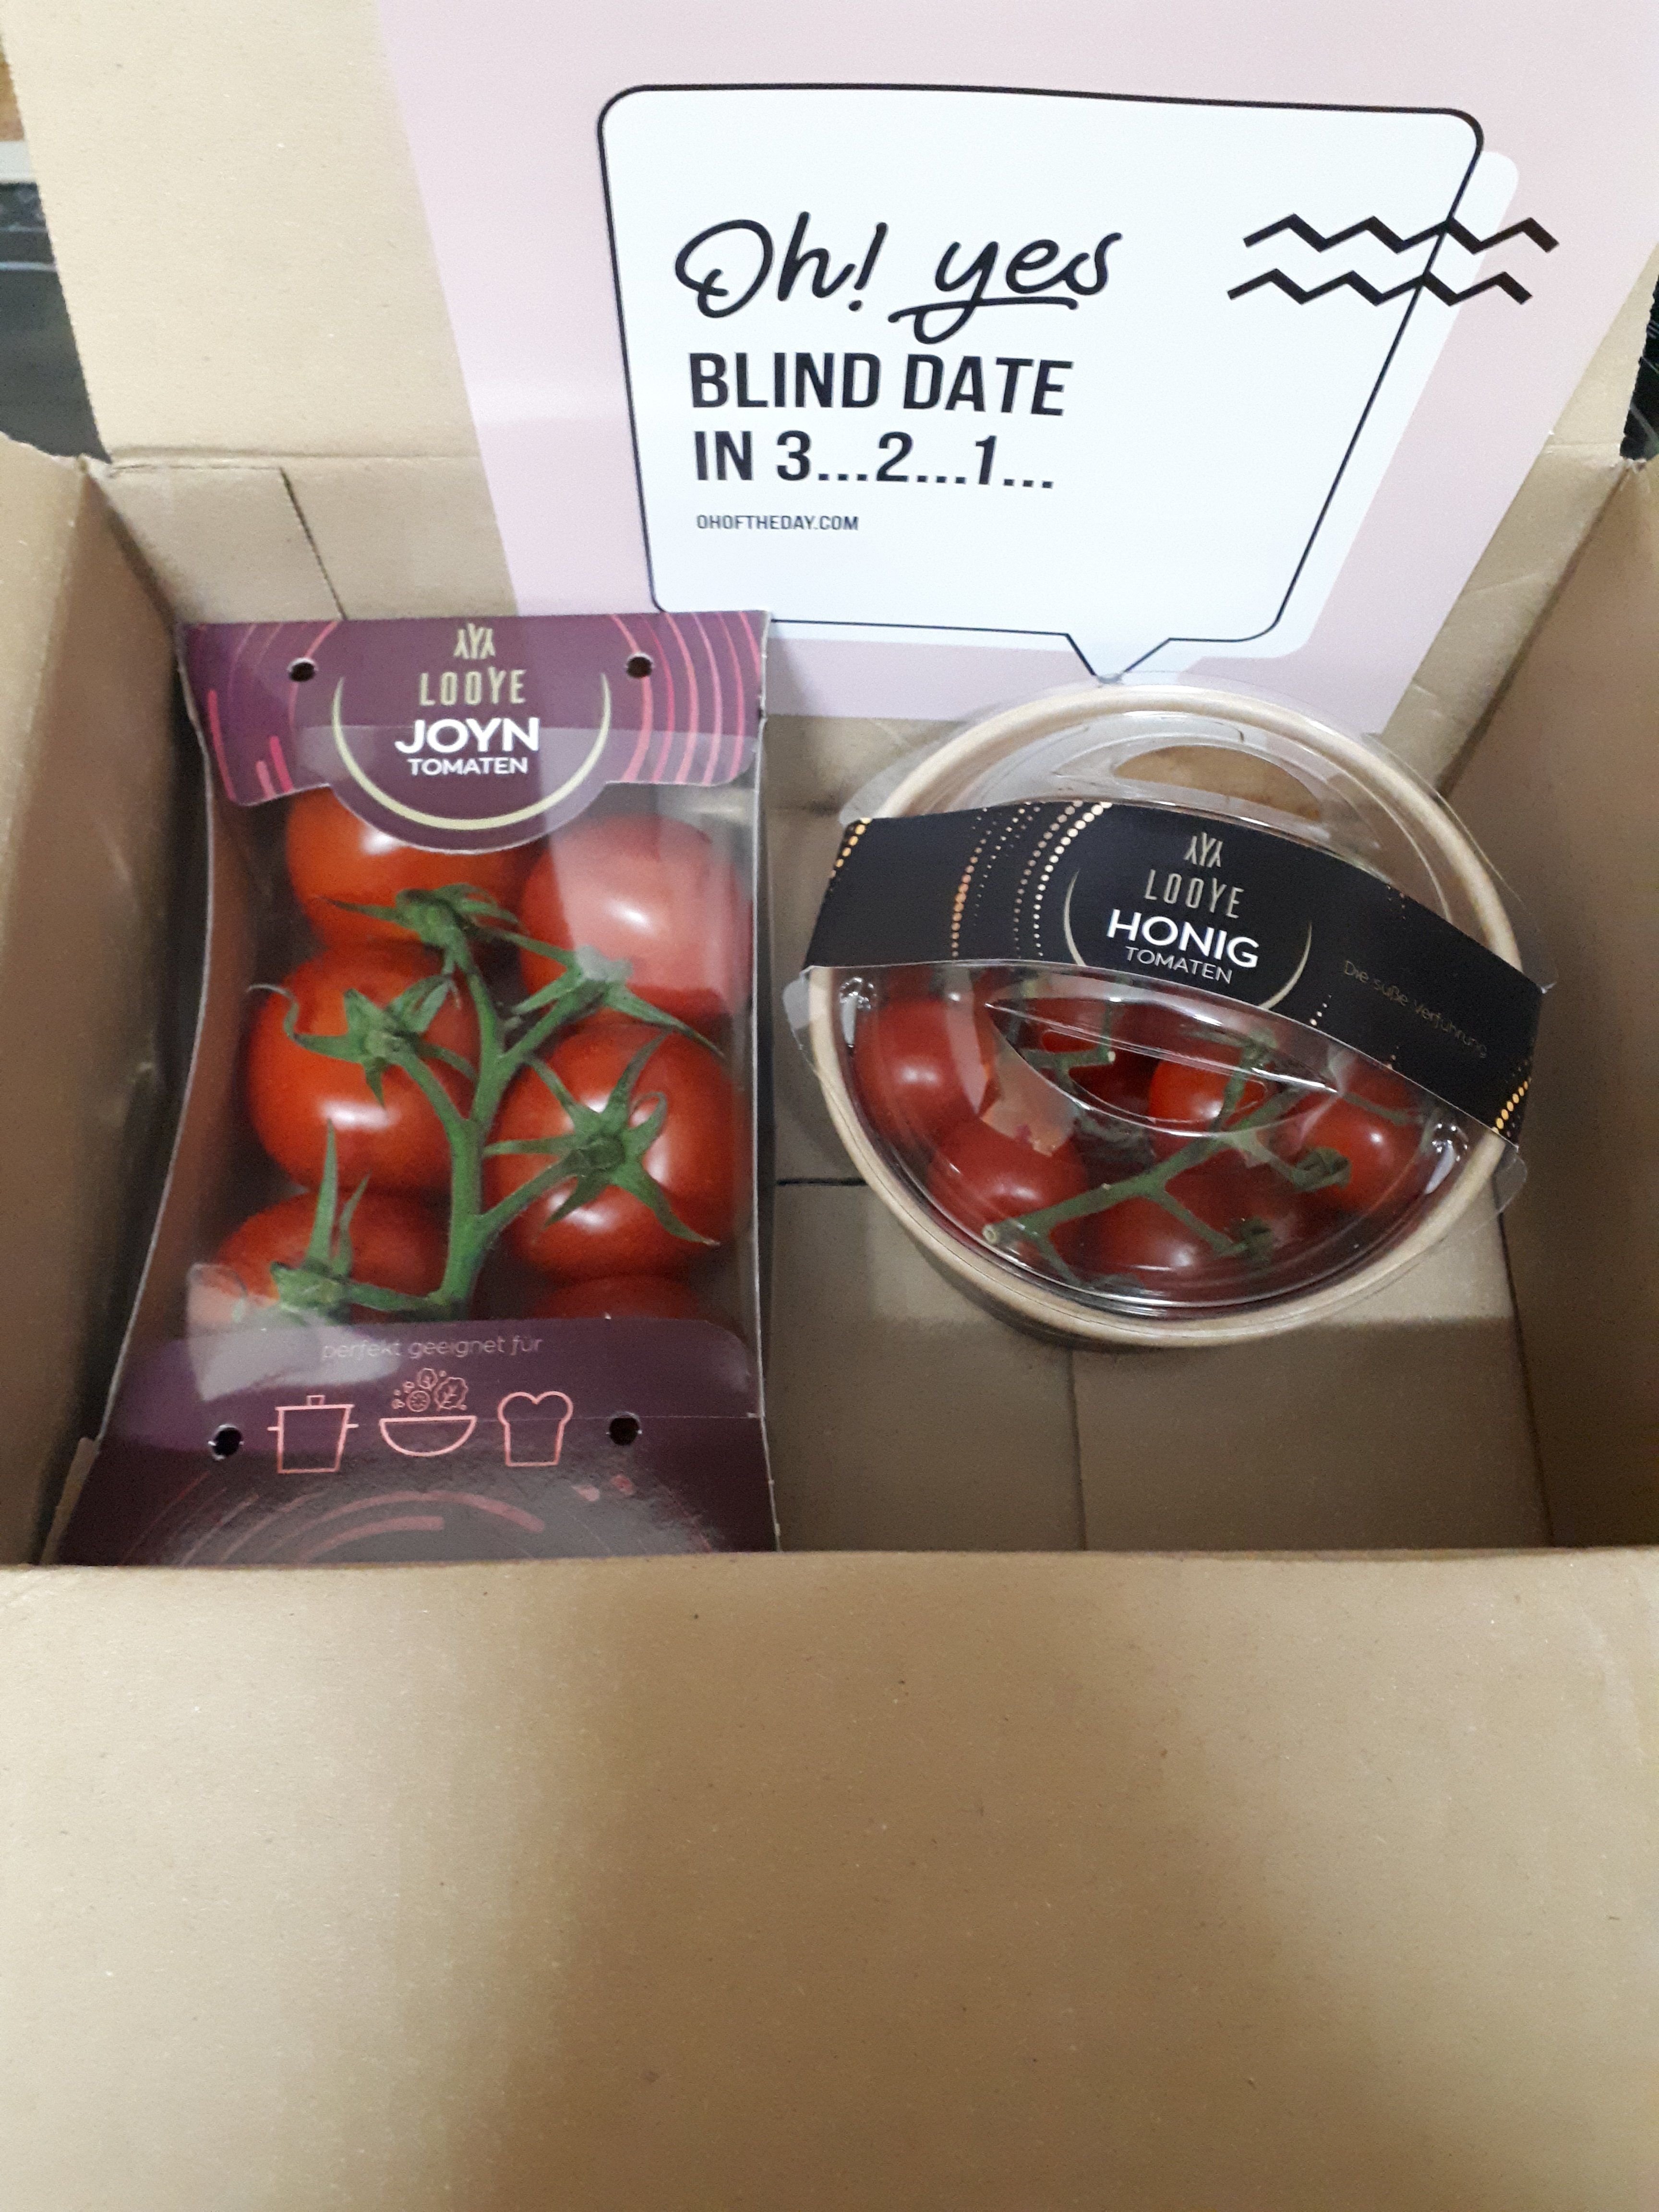 Oh! yes
BLIND DATE
IN 3...2...1...
OHOFTHEDAY.COM
LOOYE
JOYN
TOMATEN
perfekt geeignet für
LOOYE
HONIG
TOMATEN
Die süße Verführung